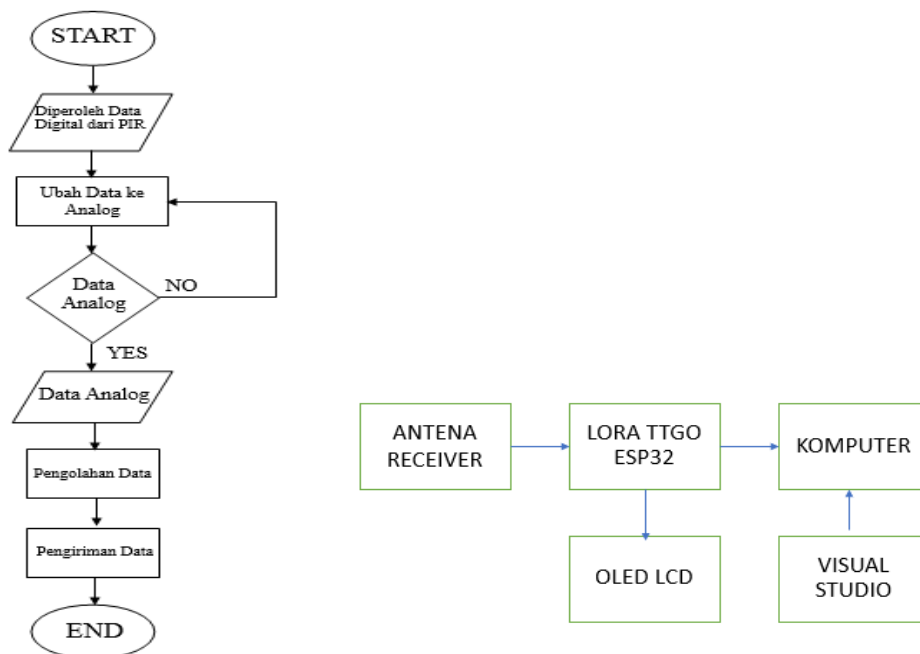 START
Diperoleh Data
Digital dari PIR
Ubah Data ke
Analog
Data
Analog
NO
YES
Data Analog
Pengolahan Data
Pengiriman Data
END
ANTENA
RECEIVER
LORA TTGO
ESP32
KOMPUTER
OLED LCD
VISUAL
STUDIO